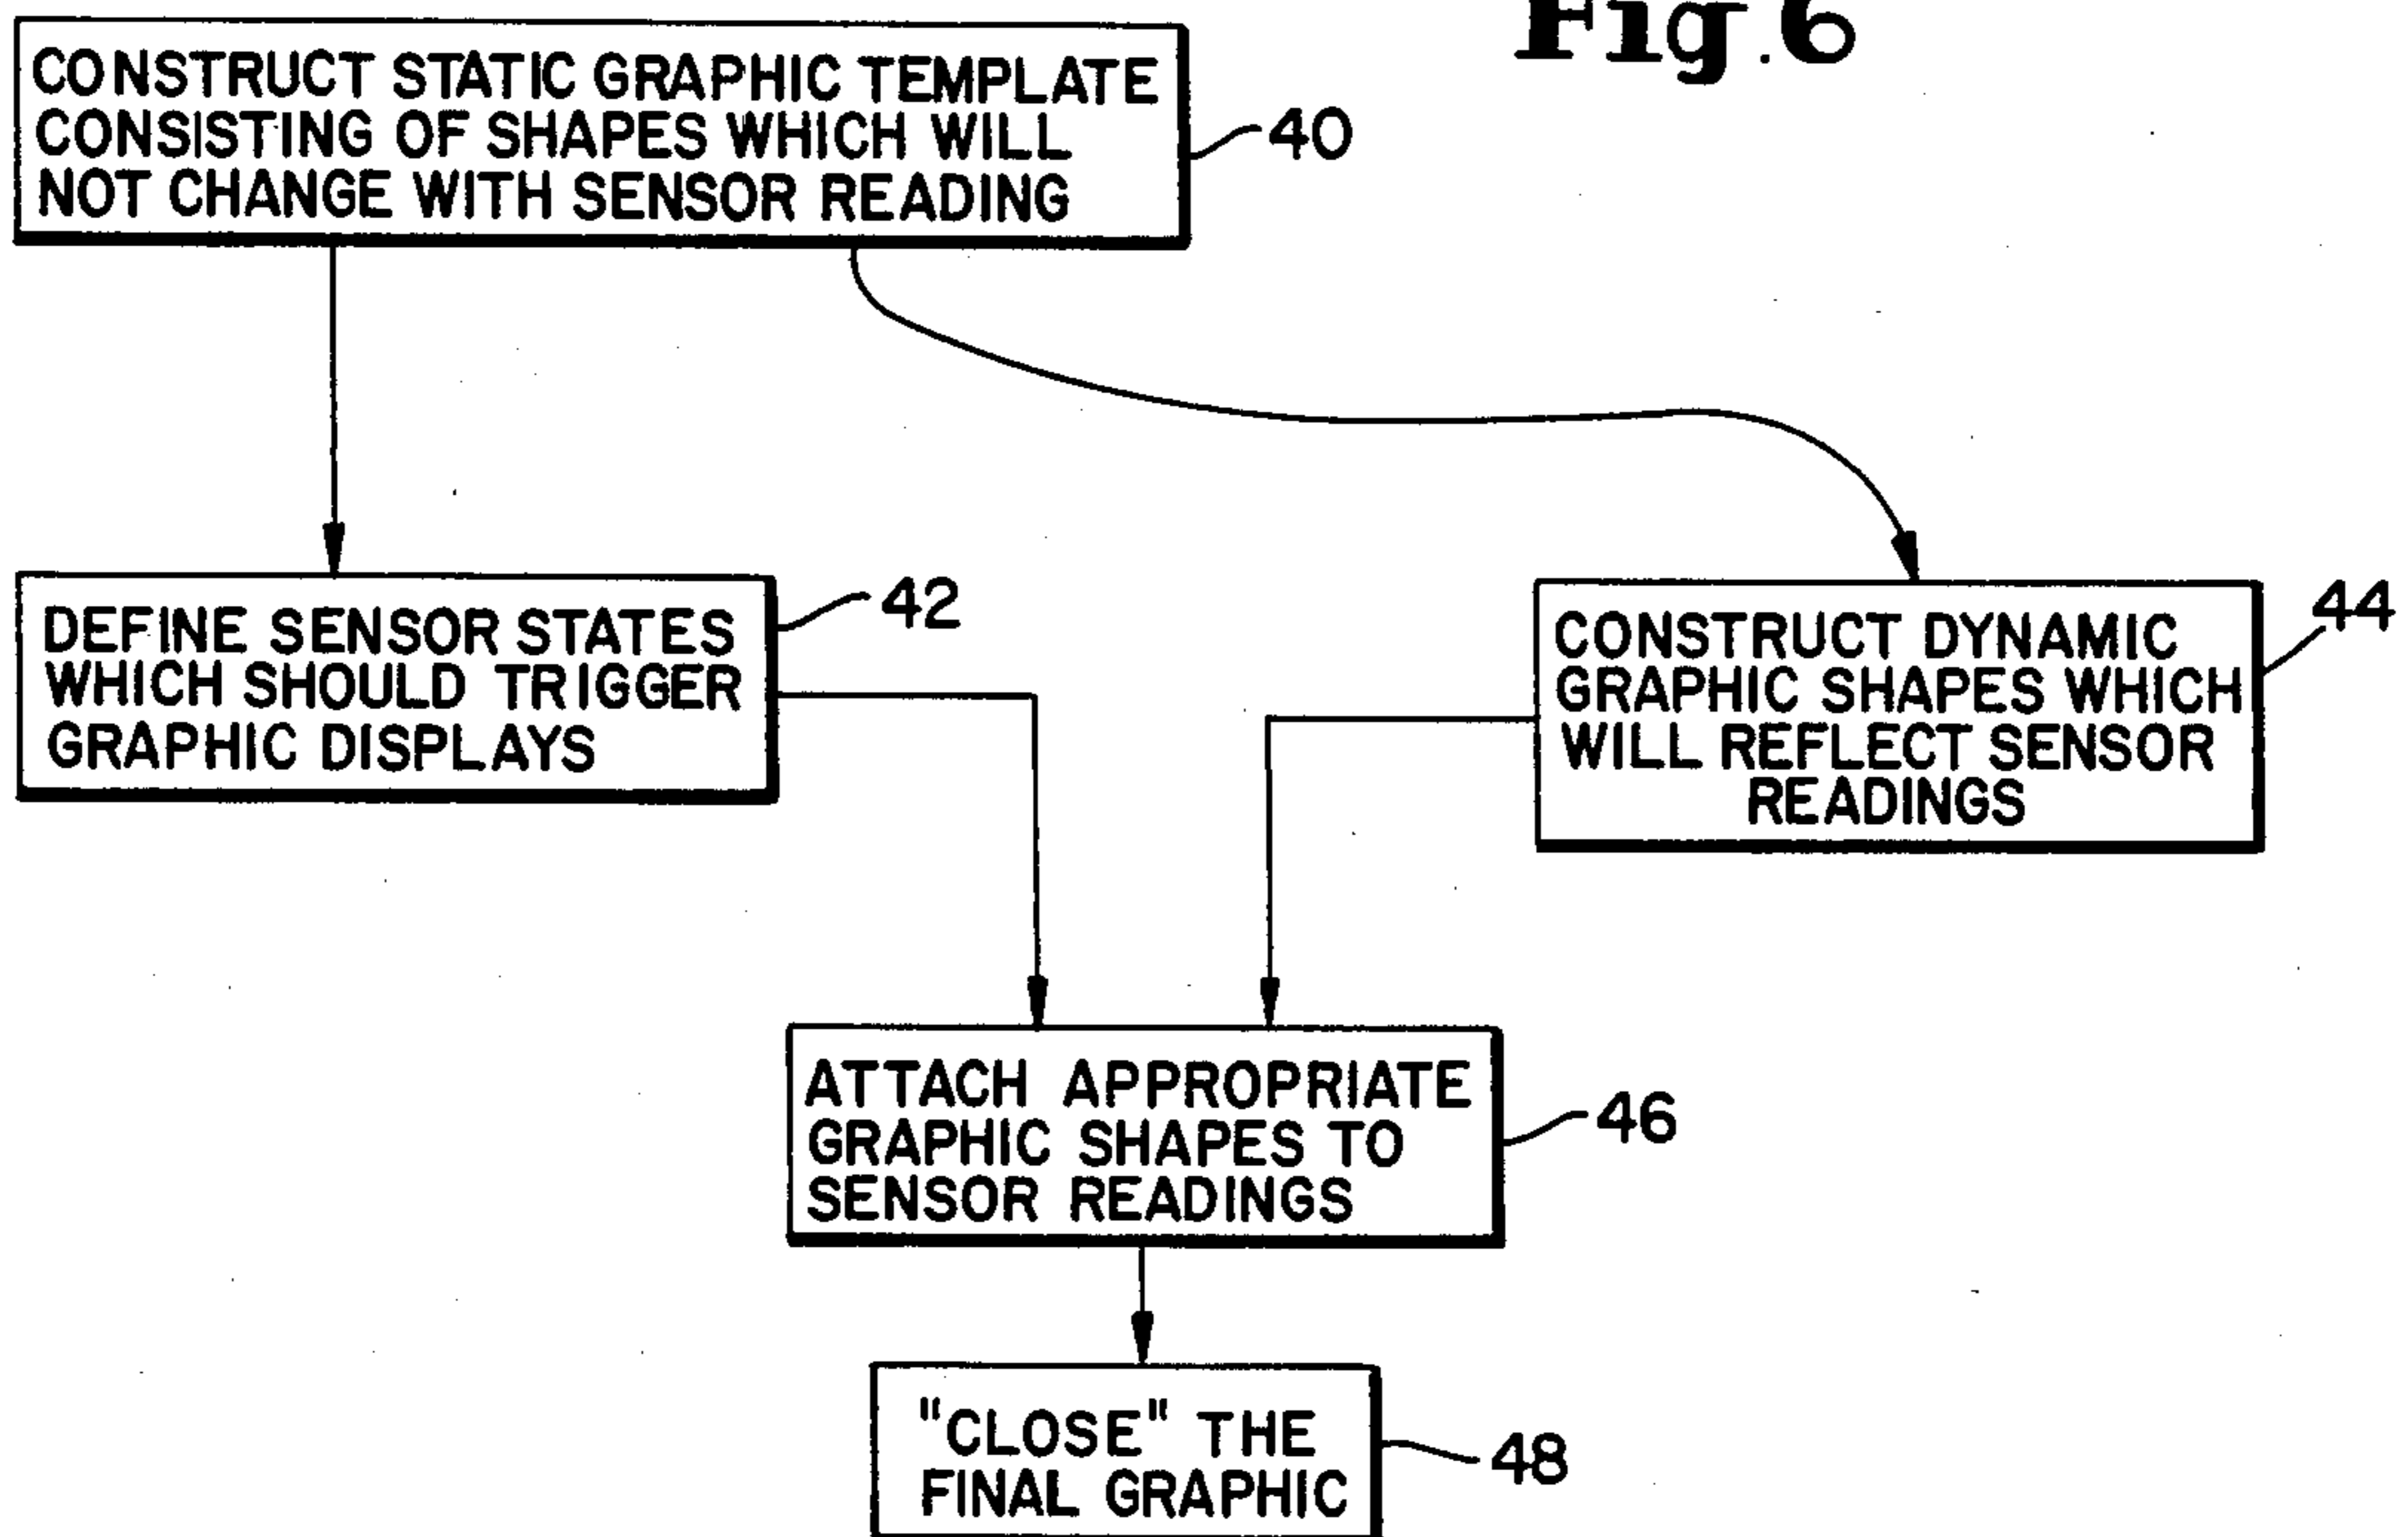 Fig.6
CONSTRUCT STATIC GRAPHIC TEMPLATE
CONSISTING OF SHAPES WHICH WILL
NOT CHANGE WITH SENSOR READING
40
DEFINE SENSOR STATES
WHICH SHOULD TRIGGER
GRAPHIC DISPLAYS
42
CONSTRUCT DYNAMIC
GRAPHIC SHAPES WHICH
WILL REFLECT SENSOR
READINGS
44
ATTACH APPROPRIATE
GRAPHIC SHAPES TO
SENSOR READINGS
46
"CLOSE" THE
FINAL GRAPHIC
48